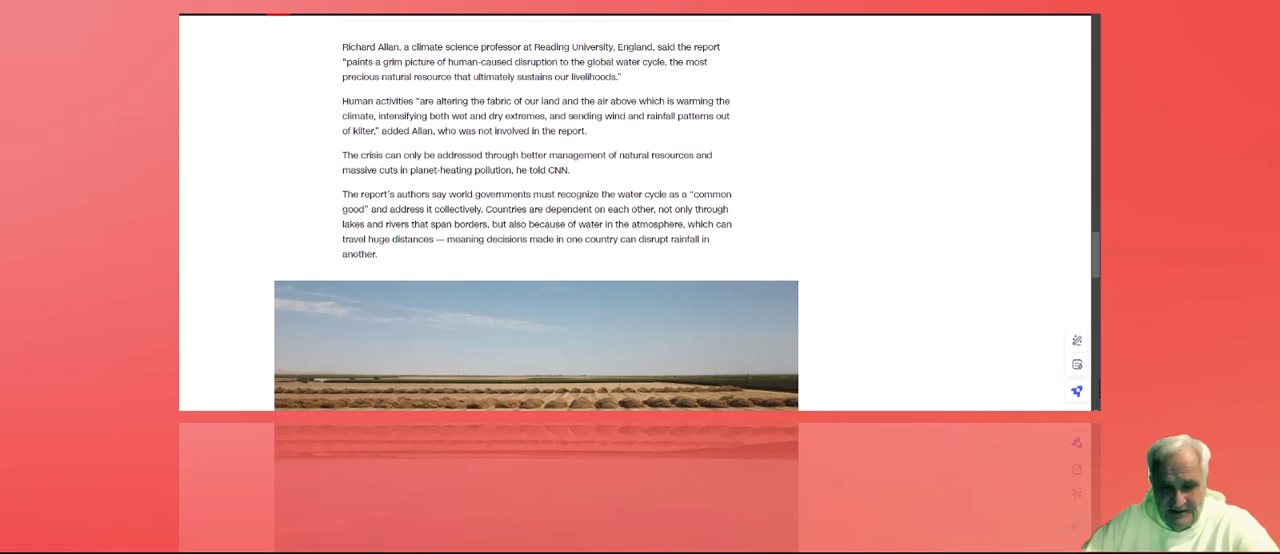 Richard Allan, a climate science professor at Reading University, England, said the report
“paints a grim picture of human-caused disruption to the global water cycle, the most
precious natural resource that ultimately sustains our livelihoods.”
Human activities “are altering the fabric of our land and the air above which is warming the
climate, intensifying both wet and dry extremes, and sending wind and rainfall patterns out
of kilter,” added Allan, who was not involved in the report.
The crisis can only be addressed through better management of natural resources and
massive cuts in planet-heating pollution, he told CNN.
The report’s authors say world governments must recognize the water cycle as a “common
good” and address it collectively. Countries are dependent on each other, not only through
lakes and rivers that span borders, but also because of water in the atmosphere, which can
travel huge distances — meaning decisions made in one country can disrupt rainfall in
another.